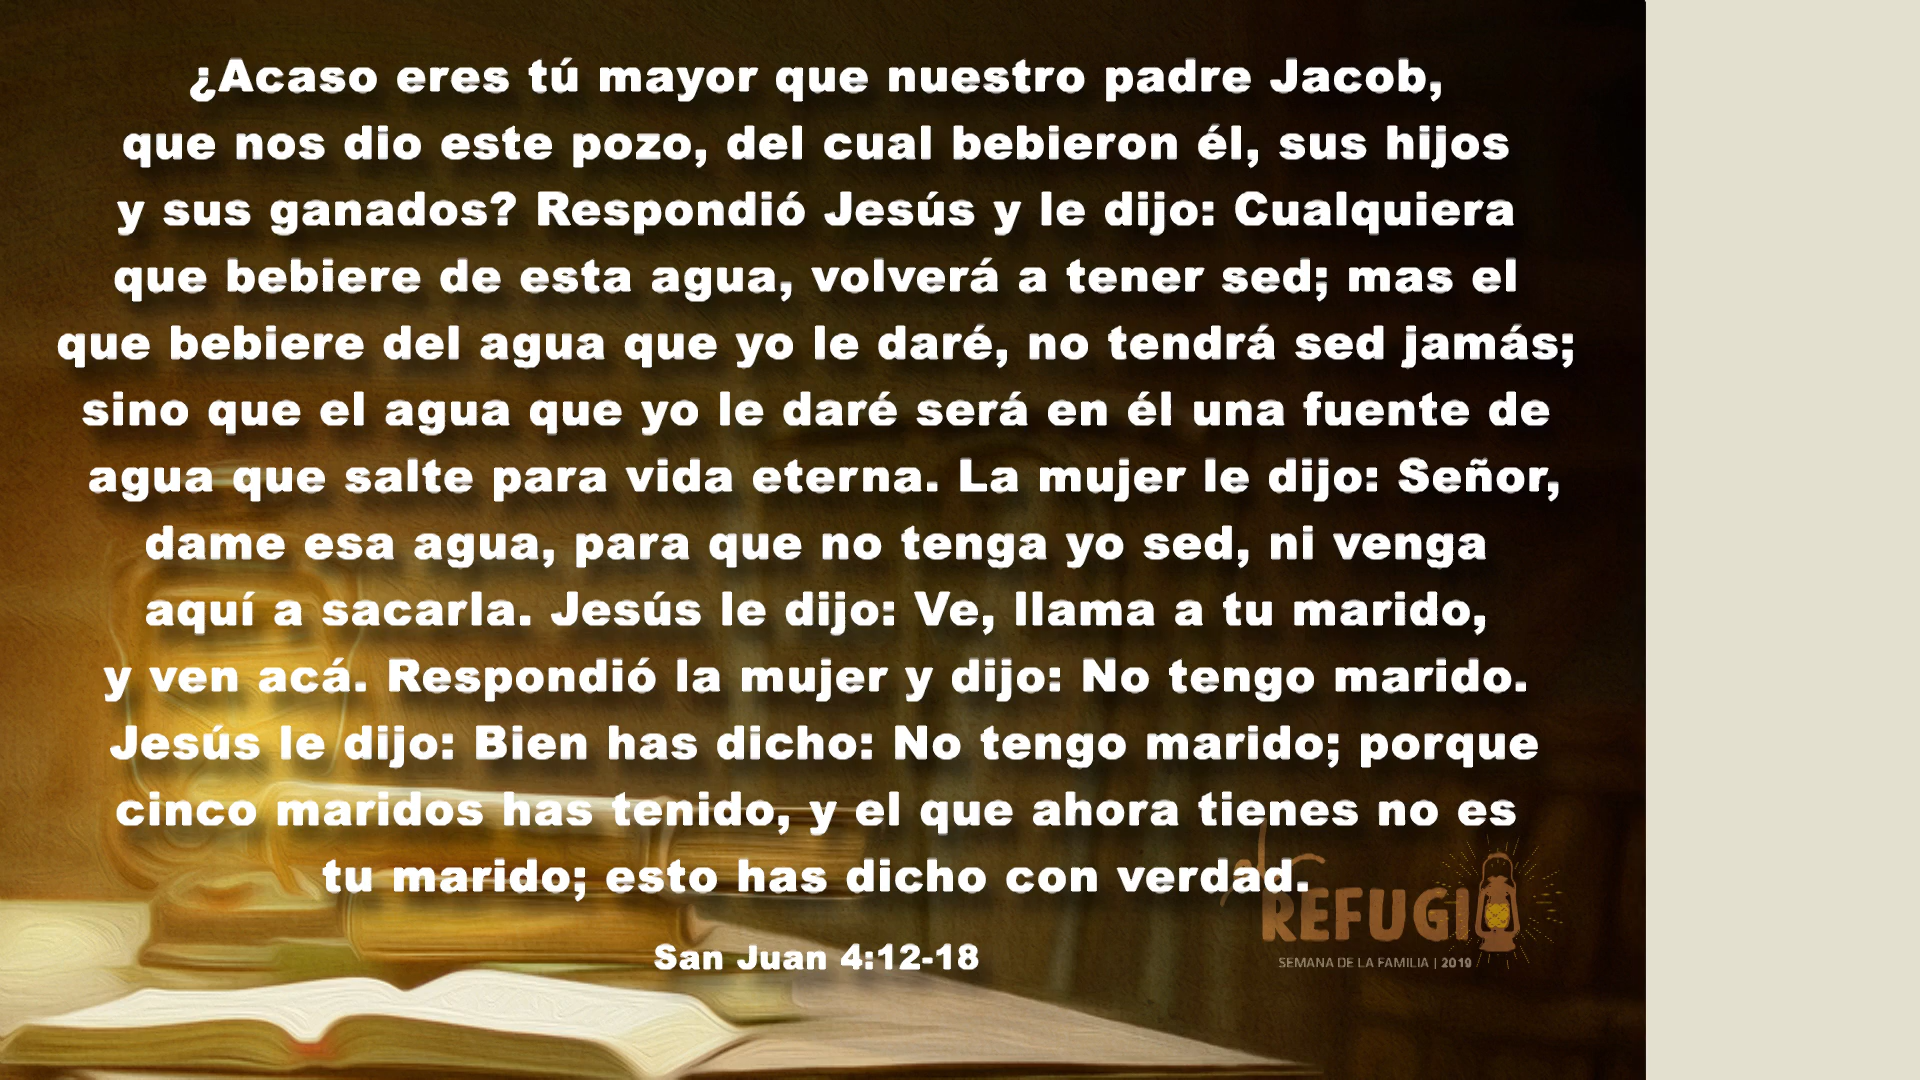 ¿Acaso eres tú mayor que nuestro padre Jacob,
que nos dio este pozo, del cual bebieron él, sus hijos
y sus ganados? Respondió Jesús y le dijo: Cualquiera
que bebiere de esta agua, volverá a tener sed; mas el
que bebiere del agua que yo le daré, no tendrá sed jamás;
sino que el agua que yo le daré será en él una fuente de
agua que salte para vida eterna. La mujer le dijo: Señor,
dame esa agua, para que no tenga yo sed, ni venga
aquí a sacarla. Jesús le dijo: Ve, llama a tu marido,
y ven acá. Respondió la mujer y dijo: No tengo marido.
Jesús le dijo: Bien has dicho: No tengo marido; porque
cinco maridos has tenido, y el que ahora tienes no es
tu marido; esto has dicho con verdad.
San Juan 4:12-18
el
REFUGIO
SEMANA DE LA FAMILIA | 2019